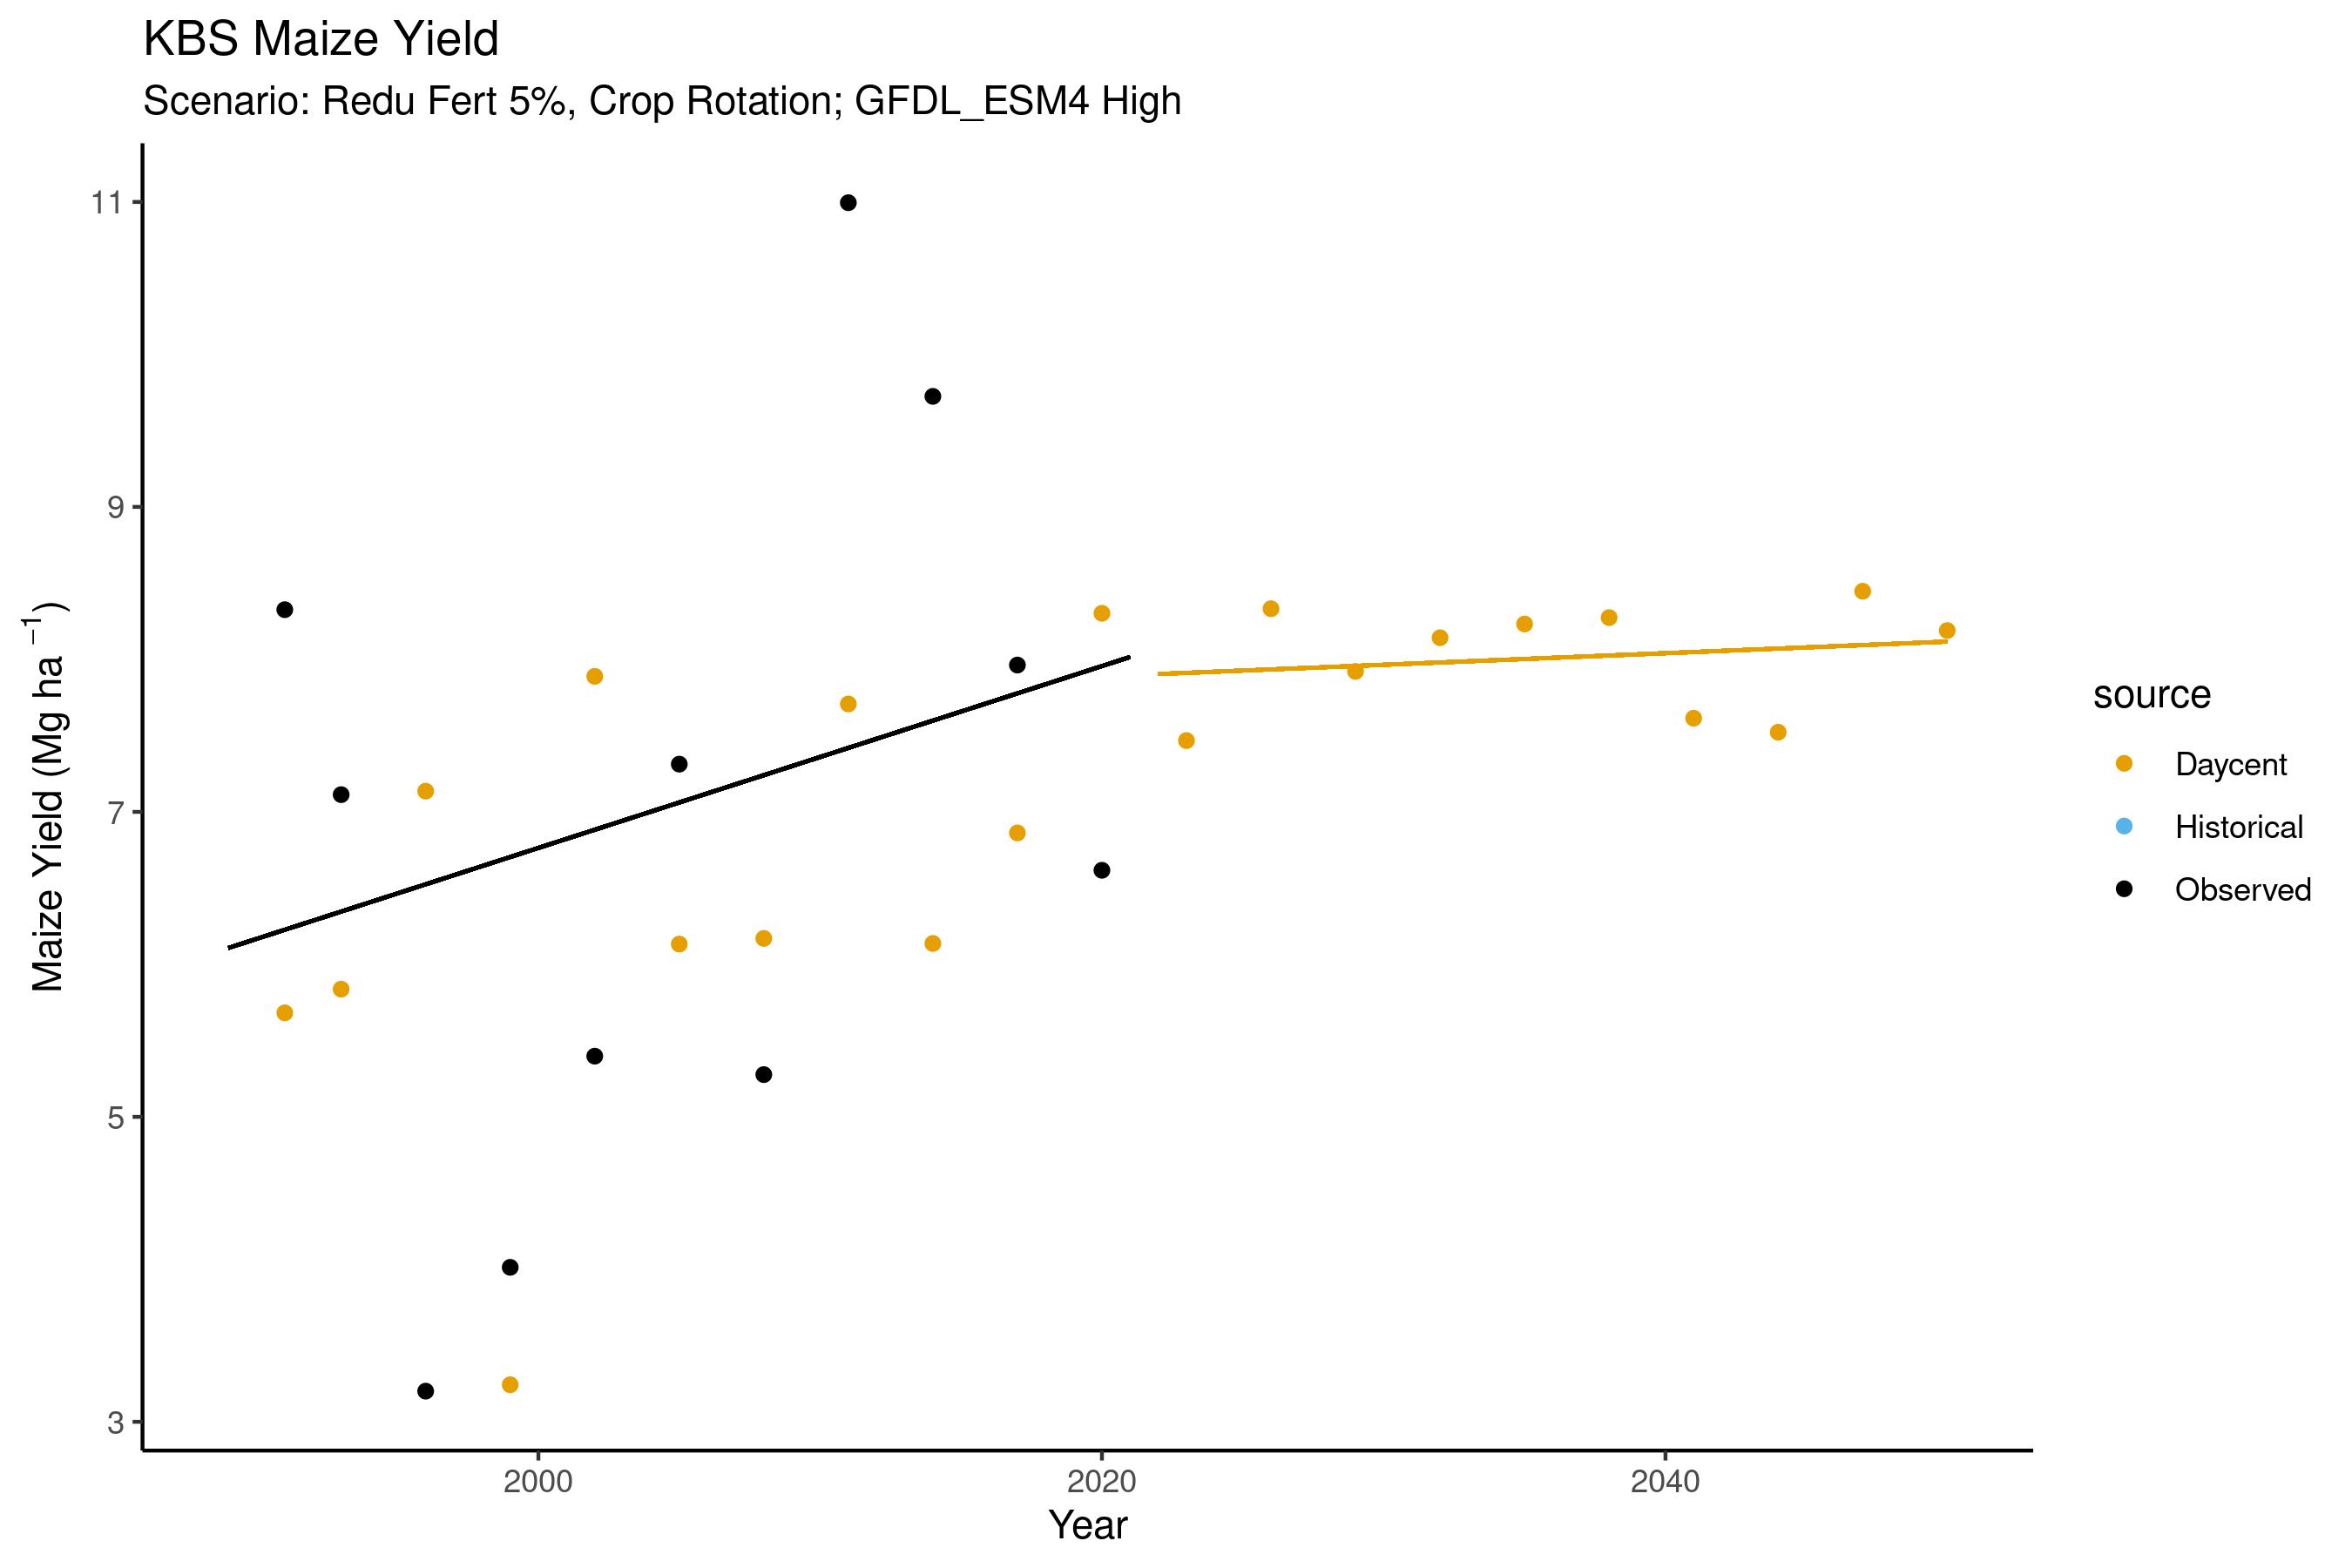 KBS Maize Yield
Scenario: Redu Fert 5%, Crop Rotation; GFDL_ESM4 High
Maize Yield (Mg ha −1)
11
9
7
5
3
2000
2020
2040
Year
source
Daycent
Historical
Observed